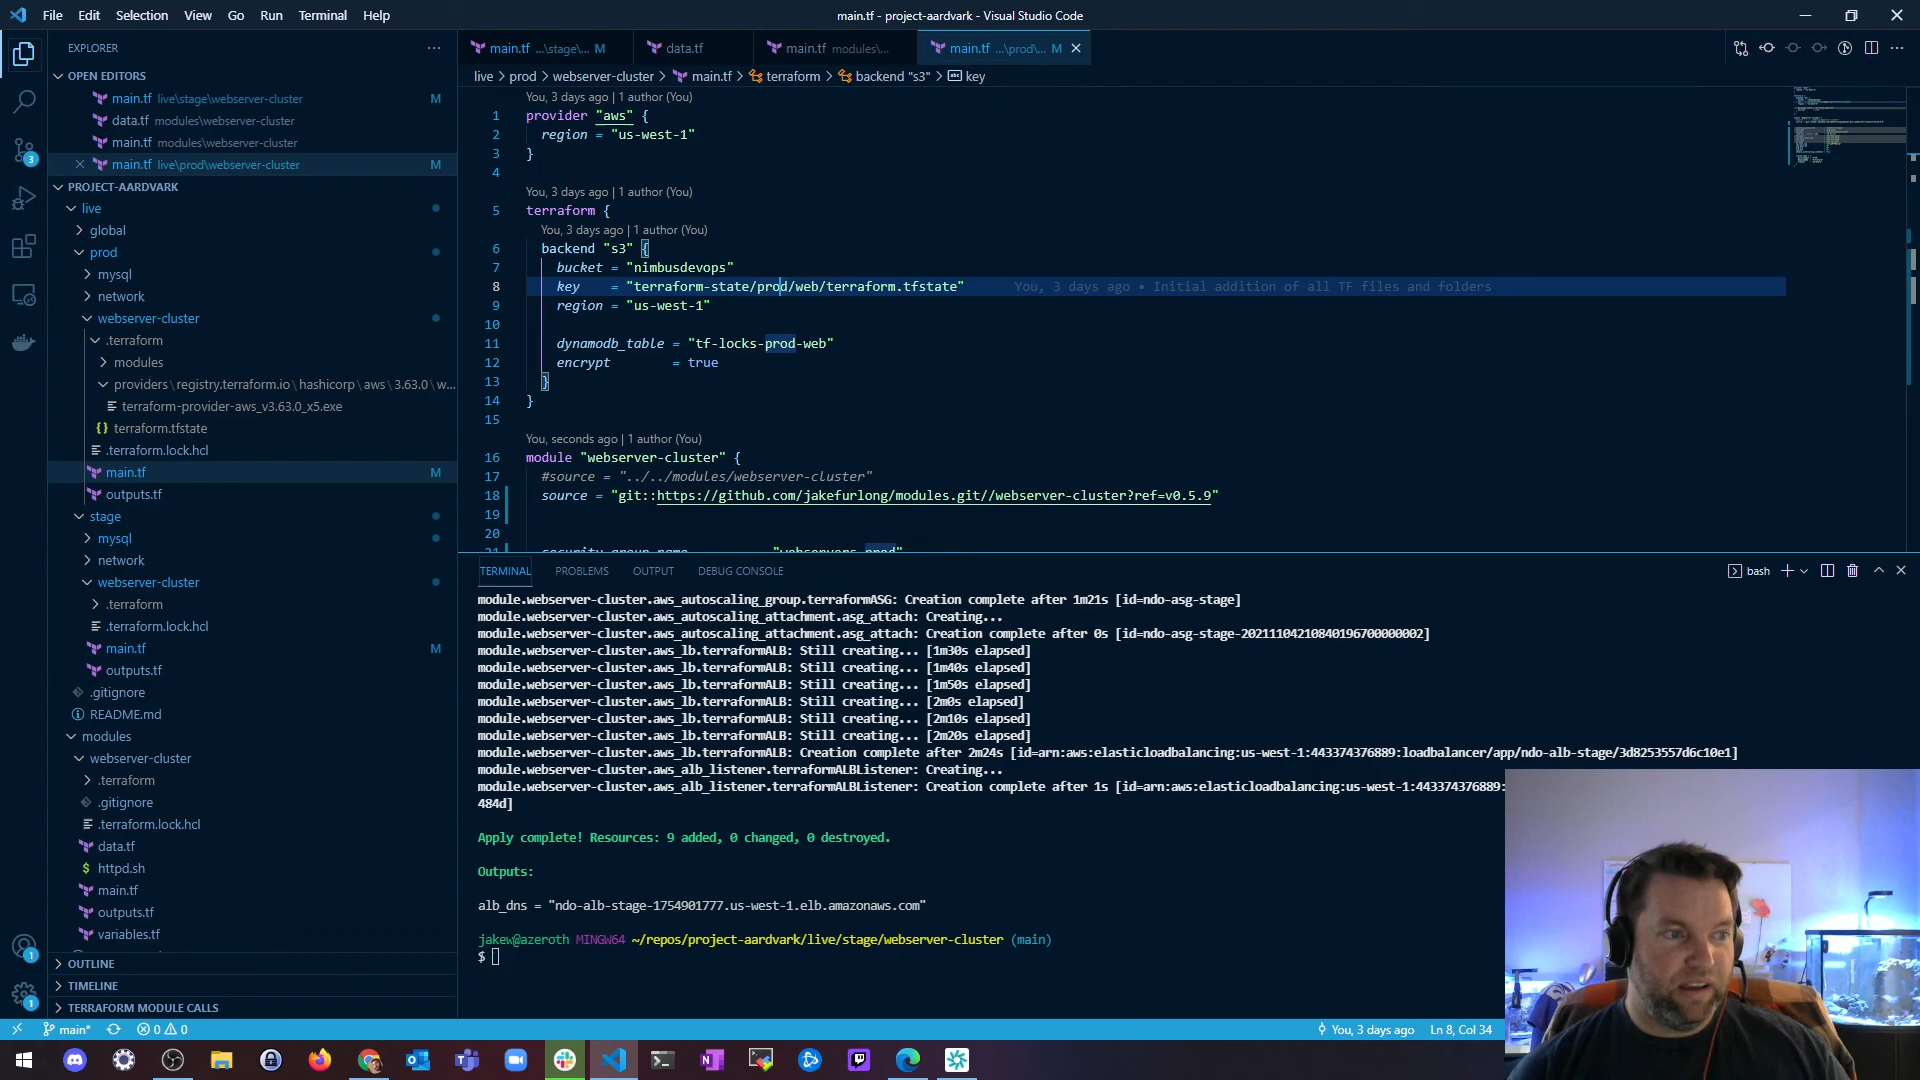 File Edit Selection View Go Run Terminal Help
main.tf - project-aardvark - Visual Studio Code
EXPLORER
OPEN EDITORS
main.tf live\stage\webserver-cluster M
data.tf modules\webserver-cluster
main.tf modules\webserver-cluster
main.tf live\prod\webserver-cluster M
PROJECT-AARDVARK
live
global
prod
mysql
network
webserver-cluster
.terraform
modules
providers\registry.terraform.io\hashicorp\aws\3.63.0\w...
terraform-provider-aws_v3.63.0_x5.exe
terraform.tfstate
.terraform.lock.hcl
main.tf M
outputs.tf
stage
mysql
network
webserver-cluster
.terraform
.terraform.lock.hcl
main.tf M
outputs.tf
.gitignore
README.md
modules
webserver-cluster
.terraform
.gitignore
.terraform.lock.hcl
data.tf
httpd.sh
main.tf
outputs.tf
variables.tf
OUTLINE
TIMELINE
TERRAFORM MODULE CALLS
3
1
1
main.tf ...\stage\... M
data.tf
main.tf modules\...
main.tf ...\prod\... M
live > prod > webserver-cluster > main.tf > terraform > backend "s3" > key
You, 3 days ago | 1 author (You)
1 provider "aws" {
2 region = "us-west-1"
3 }
4
You, 3 days ago | 1 author (You)
5 terraform {
You, 3 days ago | 1 author (You)
6 backend "s3" {
7 bucket = "nimbusdevops"
8 key = "terraform-state/prod/web/terraform.tfstate" You, 3 days ago • Initial addition of all TF files and folders
9 region = "us-west-1"
10
11 dynamodb_table = "tf-locks-prod-web"
12 encrypt = true
13 }
14 }
15
You, seconds ago | 1 author (You)
16 module "webserver-cluster" {
17 #source = "../../modules/webserver-cluster"
18 source = "git::https://github.com/jakefurlong/modules.git//webserver-cluster?ref=v0.5.9"
19
20
21 security_group_name "webservers-prod"
TERMINAL PROBLEMS OUTPUT DEBUG CONSOLE
bash
module.webserver-cluster.aws_autoscaling_group.terraformASG: Creation complete after 1m21s [id=ndo-asg-stage]
module.webserver-cluster.aws_autoscaling_attachment.asg_attach: Creating...
module.webserver-cluster.aws_autoscaling_attachment.asg_attach: Creation complete after 0s [id=ndo-asg-stage-20211104210840196700000002]
module.webserver-cluster.aws_lb.terraformALB: Still creating... [1m30s elapsed]
module.webserver-cluster.aws_lb.terraformALB: Still creating... [1m40s elapsed]
module.webserver-cluster.aws_lb.terraformALB: Still creating... [1m50s elapsed]
module.webserver-cluster.aws_lb.terraformALB: Still creating... [2m0s elapsed]
module.webserver-cluster.aws_lb.terraformALB: Still creating... [2m10s elapsed]
module.webserver-cluster.aws_lb.terraformALB: Still creating... [2m20s elapsed]
module.webserver-cluster.aws_lb.terraformALB: Creation complete after 2m24s [id=arn:aws:elasticloadbalancing:us-west-1:443374376889:loadbalancer/app/ndo-alb-stage/3d8253557d6c10e1]
module.webserver-cluster.aws_alb_listener.terraformALBListener: Creating...
module.webserver-cluster.aws_alb_listener.terraformALBListener: Creation complete after 1s [id=arn:aws:elasticloadbalancing:us-west-1:443374376889:
484d]
Apply complete! Resources: 9 added, 0 changed, 0 destroyed.
Outputs:
alb_dns = "ndo-alb-stage-1754901777.us-west-1.elb.amazonaws.com"
jakew@azeroth MINGW64 ~/repos/project-aardvark/live/stage/webserver-cluster (main)
$
main* 0 0
You, 3 days ago Ln 8, Col 34